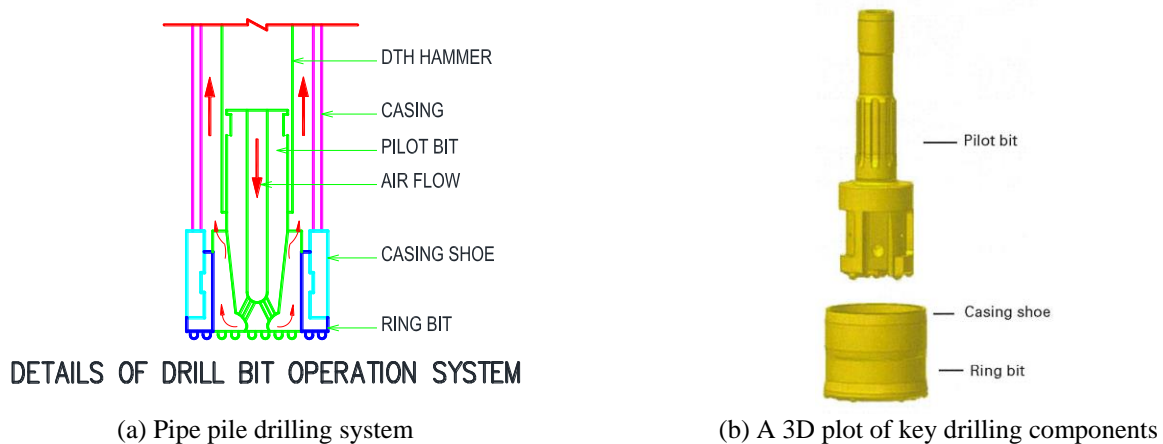 DTH HAMMER
CASING
PILOT BIT
AIR FLOW
CASING SHOE
RING BIT
DETAILS OF DRILL BIT OPERATION SYSTEM
(a) Pipe pile drilling system
Pilot bit
Casing shoe
Ring bit
(b) A 3D plot of key drilling components